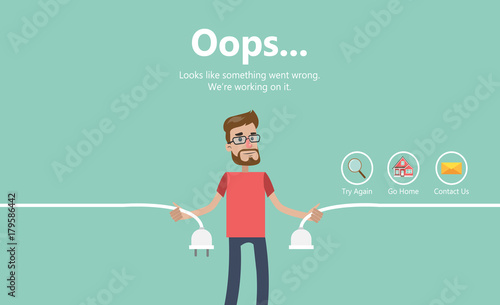 Oops...
Looks like something went wrong.
We're working on it.
Try Again
Go Home
Contact Us
Adobe Stock | #179586442